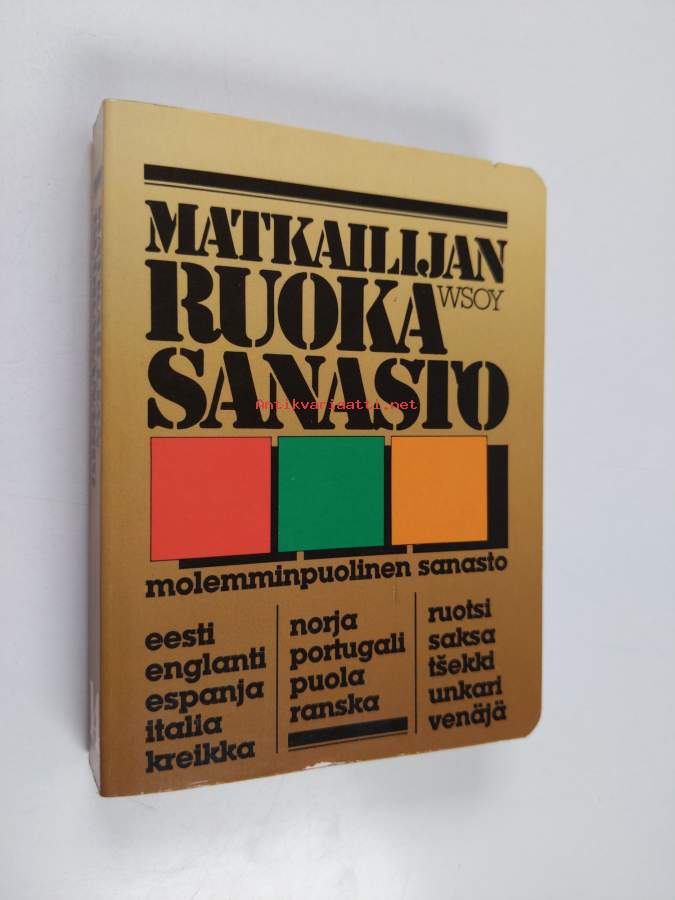 MATKAILIJAN
RUOKA
WSOY
SANASTO
Antikvariaatti.net
molemminpuolinen sanasto
eesti
englanti
espanja
italia
kreikka
norja
portugali
puola
ranska
ruotsi
saksa
tšekki
unkari
venäjä